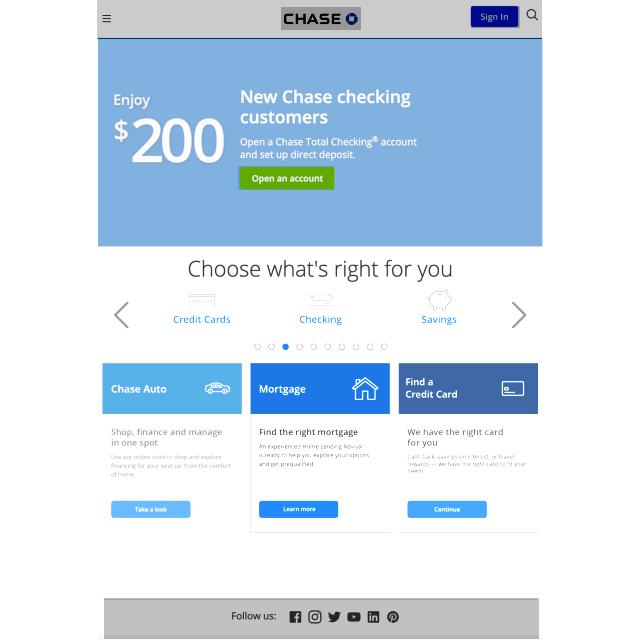 CHASE
Sign In
Enjoy
$200
New Chase checking
customers
Open a Chase Total Checking® account
and set up direct deposit.
Open an account
Choose what's right for you
Credit Cards
Checking
Savings
Chase Auto
Shop, finance and manage
in one spot
Use our online tools to shop and explore
financing for your next car from the comfort
of home.
Take a look
Mortgage
Find the right mortgage
An experienced Home Lending Advisor
is ready to help you explore your options
and get prequalified.
Learn more
Find a
Credit Card
We have the right card
for you
Cash back, savings on interest, or travel
rewards — we have the right card to fit your
needs.
Continue
Follow us: